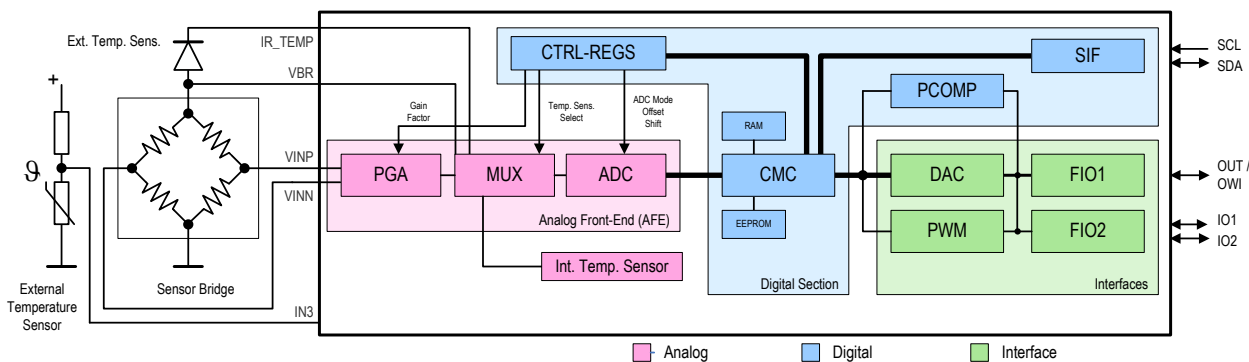 Ext. Temp. Sens.
IR_TEMP
VBR
CTRL-REGS
SIF
SCL
SDA
PCOMP
Gain
Factor
Temp. Sens.
Select
ADC Mode
Offset
Shift
RAM
+
ϑ
VINP
VINN
PGA
MUX
ADC
CMC
DAC
FIO1
OUT /
OWI
Analog Front-End (AFE)
EEPROM
PWM
FIO2
IO1
IO2
Int. Temp. Sensor
External
Temperature
Sensor
Sensor Bridge
IN3
Digital Section
Interfaces
Analog
Digital
Interface